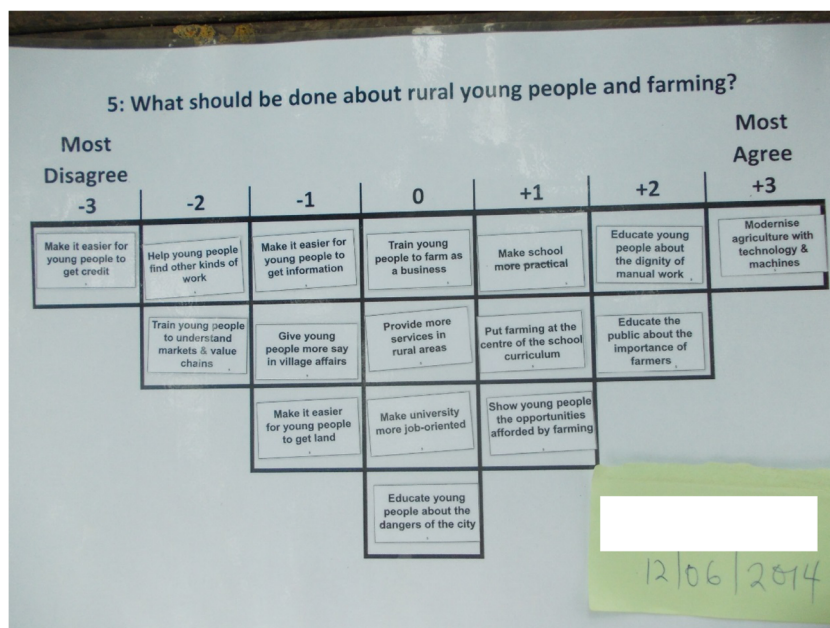 5: What should be done about rural young people and farming?
Most
Disagree
Most
Agree
-3
-2
-1
0
+1
+2
+3
Make it easier for
young people to
get credit
Help young people
find other kinds of
work
Make it easier for
young people to
get information
Train young
people to farm as
a business
Make school
more practical
Educate young
people about
the dignity of
manual work
Modernise
agriculture with
technology &
machines
Train young people
to understand
markets & value
chains
Give young
people more say
in village affairs
Provide more
services in
rural areas
Put farming at the
centre of the school
curriculum
Educate the
public about the
importance of
farmers
Make it easier
for young people
to get land
Make university
more job-oriented
Show young people
the opportunities
afforded by farming
Educate young
people about the
dangers of the city
12/06/2014